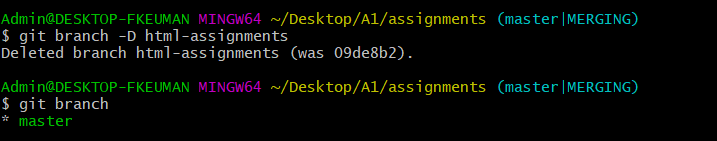 Admin@DESKTOP-FKEUMAN MINGW64 ~/Desktop/A1/assignments (master|MERGING)
$ git branch -D html-assignments
Deleted branch html-assignments (was 09de8b2).
Admin@DESKTOP-FKEUMAN MINGW64 ~/Desktop/A1/assignments (master|MERGING)
$ git branch
* master